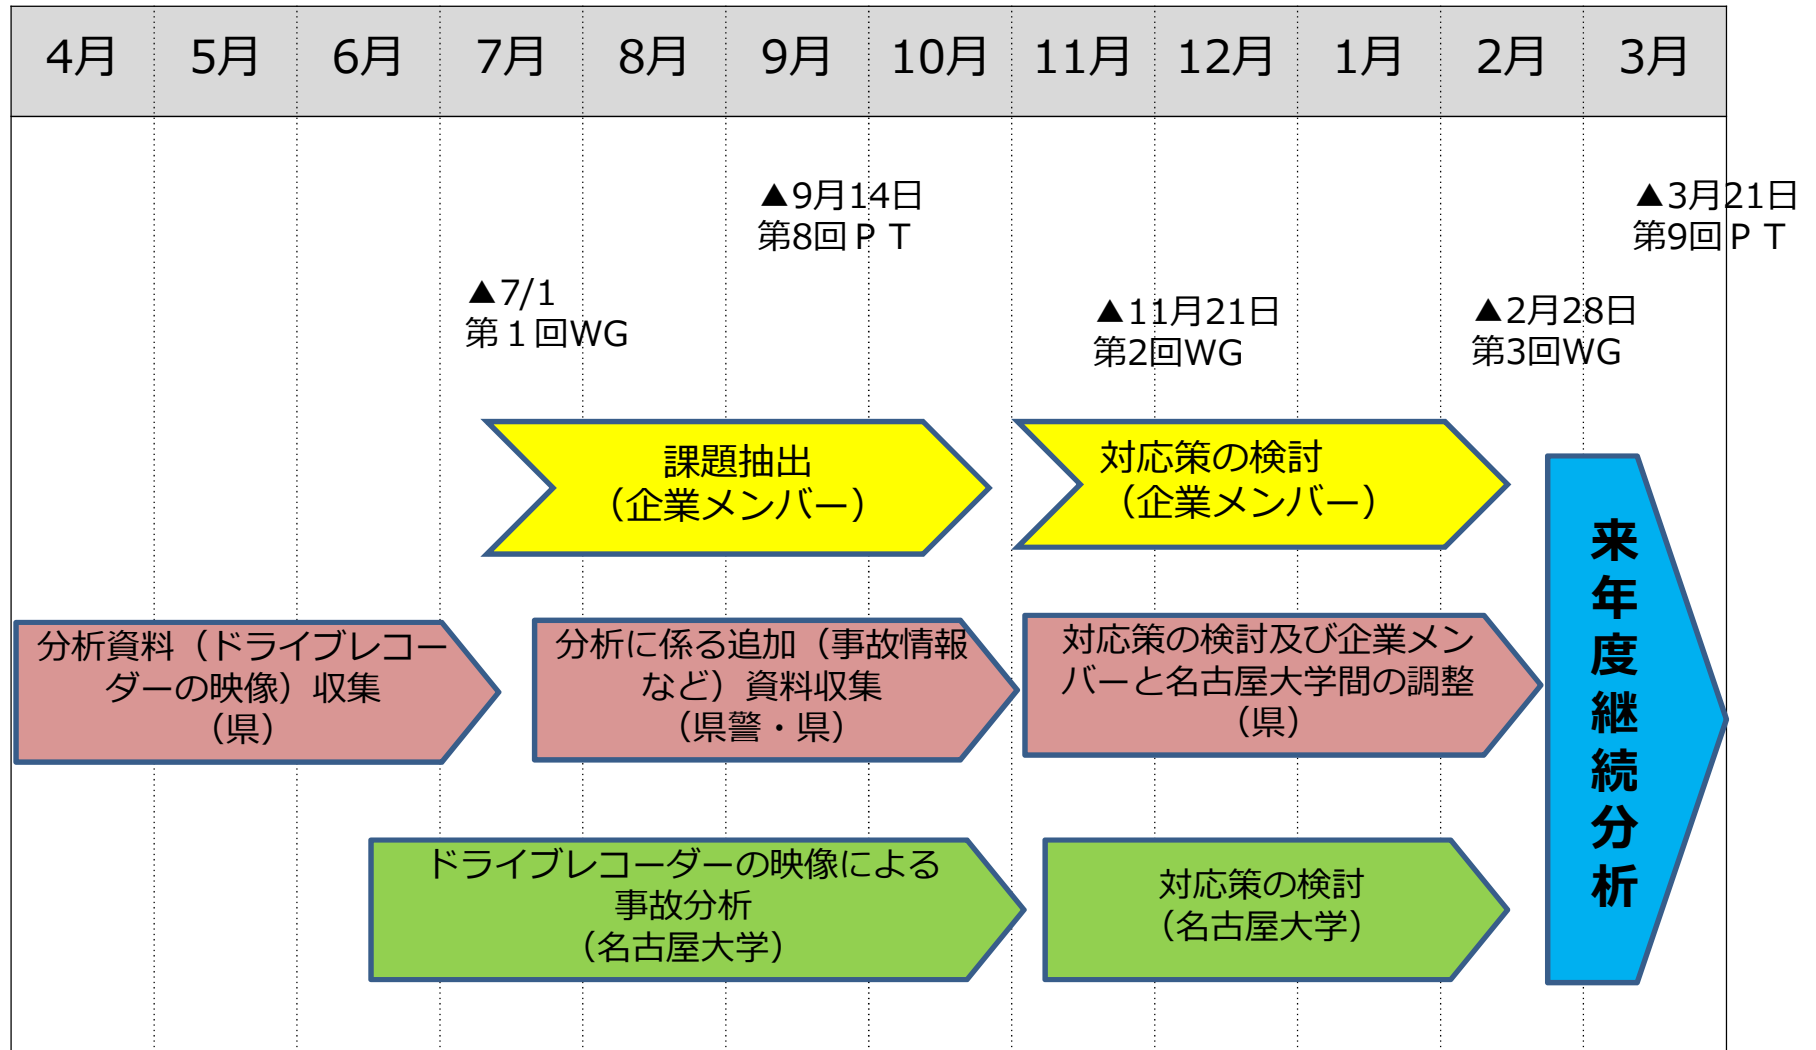 4月 5月 6月 7月 8月 9月 10月 11月 12月 1月 2月 3月
▲9月14日
第8回ＰＴ
▲3月21日
第9回ＰＴ
▲7/1
第１回WG
▲11月21日
第2回WG
▲2月28日
第3回WG
課題抽出
（企業メンバー）
対応策の検討
（企業メンバー）
分析資料（ドライブレコー
ダーの映像）収集
（県）
分析に係る追加（事故情報
など）資料収集
（県警・県）
対応策の検討及び企業メン
バーと名古屋大学間の調整
（県）
ドライブレコーダーの映像による
事故分析
（名古屋大学）
対応策の検討
（名古屋大学）
来年度継続分析